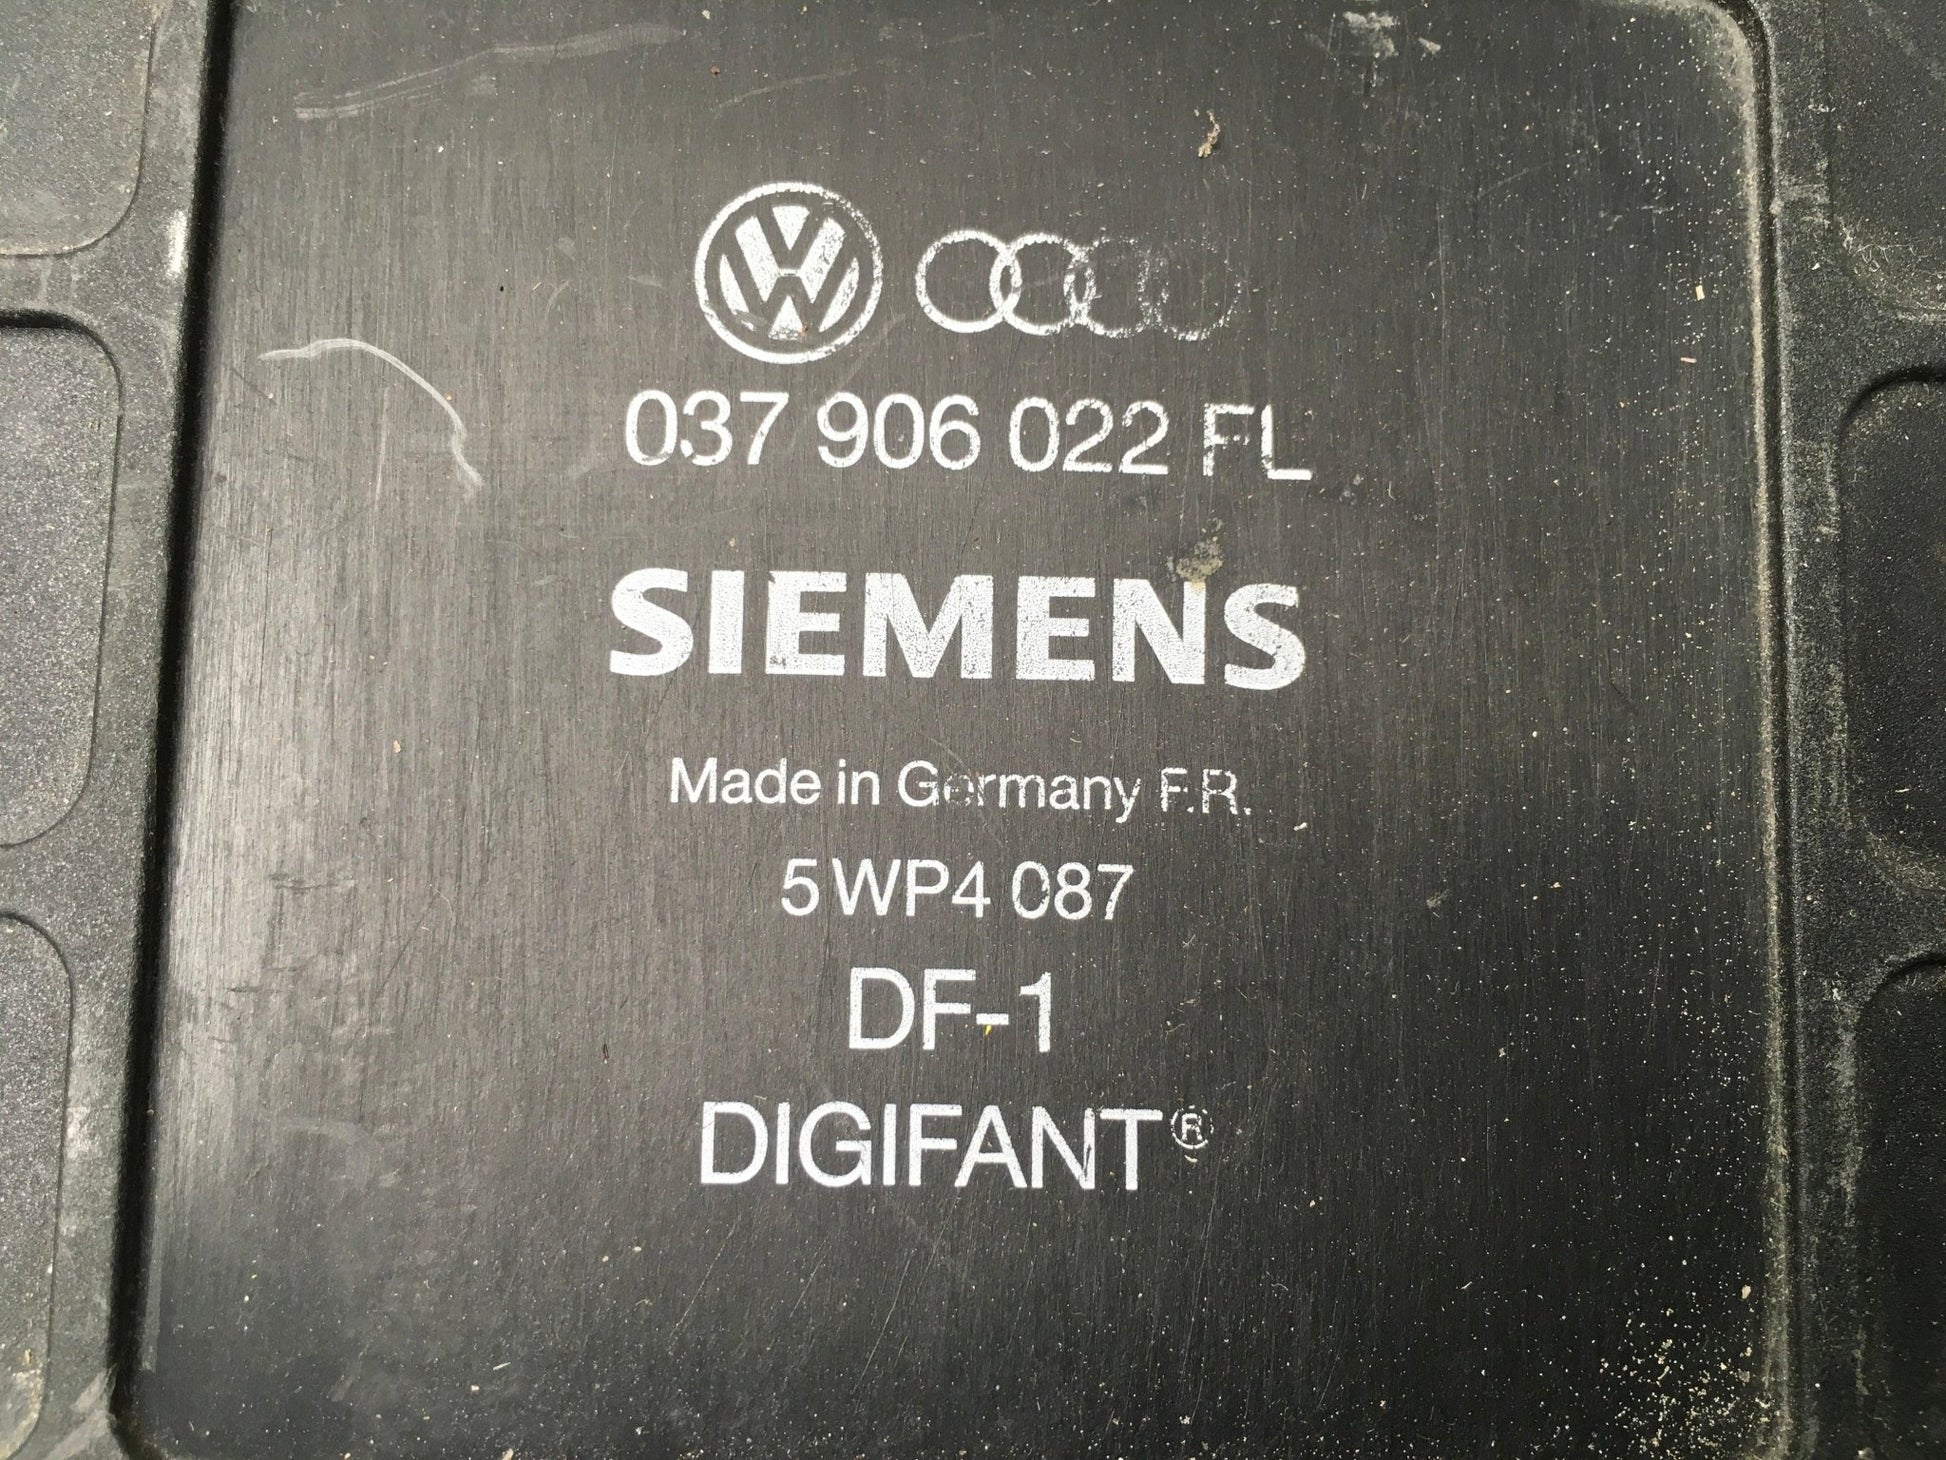 037 906 022 FL
SIEMENS
Made in Germany F.R.
5WP4 087
DF-1
DIGIFANT®